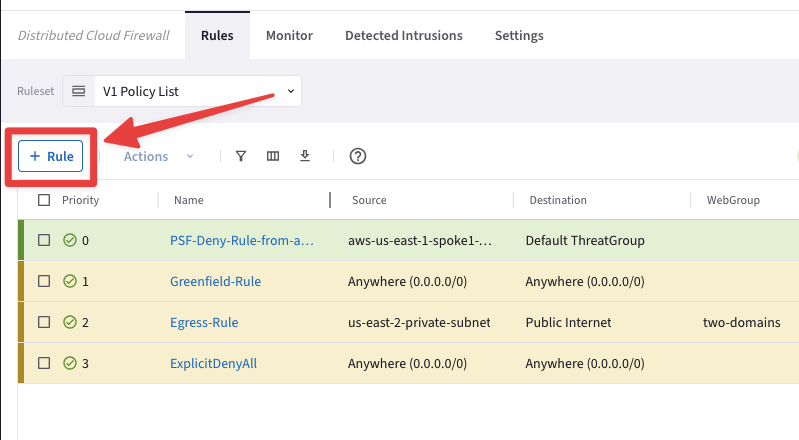 Distributed Cloud Firewall Rules Monitor Detected Intrusions Settings
Ruleset V1 Policy List
+ Rule Actions
Priority Name Source Destination WebGroup
0 PSF-Deny-Rule-from-a... aws-us-east-1-spoke1-... Default ThreatGroup
1 Greenfield-Rule Anywhere (0.0.0.0/0) Anywhere (0.0.0.0/0)
2 Egress-Rule us-east-2-private-subnet Public Internet two-domains
3 ExplicitDenyAll Anywhere (0.0.0.0/0) Anywhere (0.0.0.0/0)